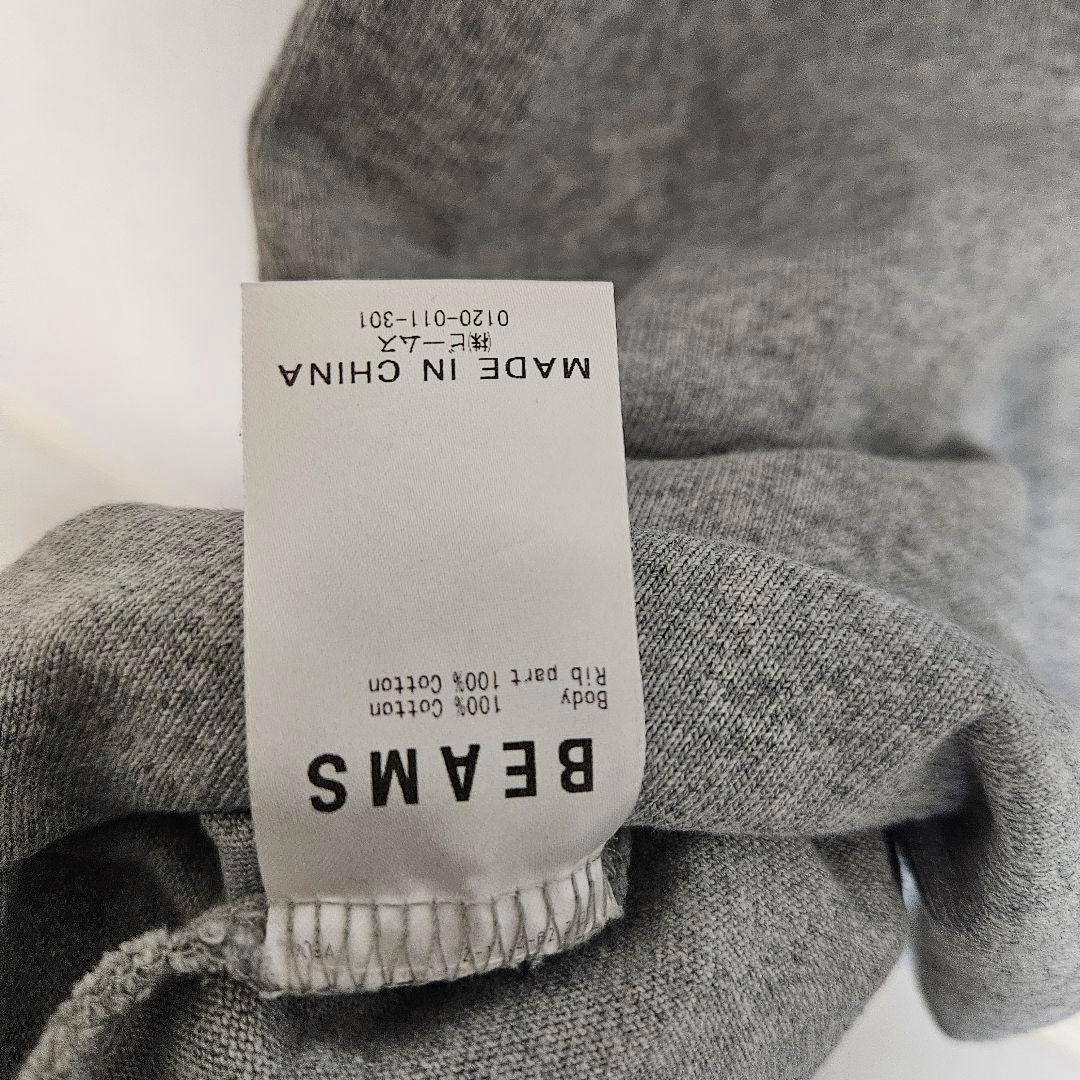 BEAMS
Body 100% Cotton
Rib part 100% Cotton
MADE IN CHINA
㈱ビームス
0120-011-301